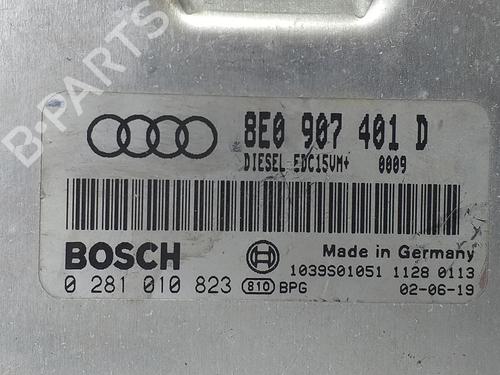 8E0 907 401 D
DIESEL EDC15VM+ 0009
BOSCH
Made in Germany
1039S01051 1128 0113
0 281 010 823 810 BPG 02-06-19
B-PARTS